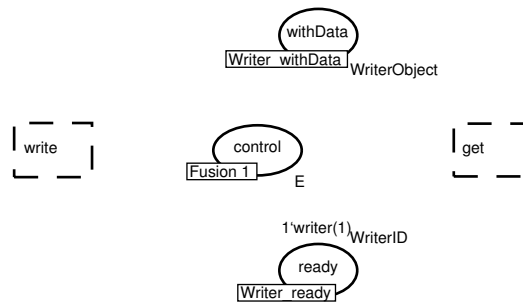 withData
Writer_withData
WriterObject
write
control
get
Fusion 1
E
1‘writer(1)
WriterID
ready
Writer_ready